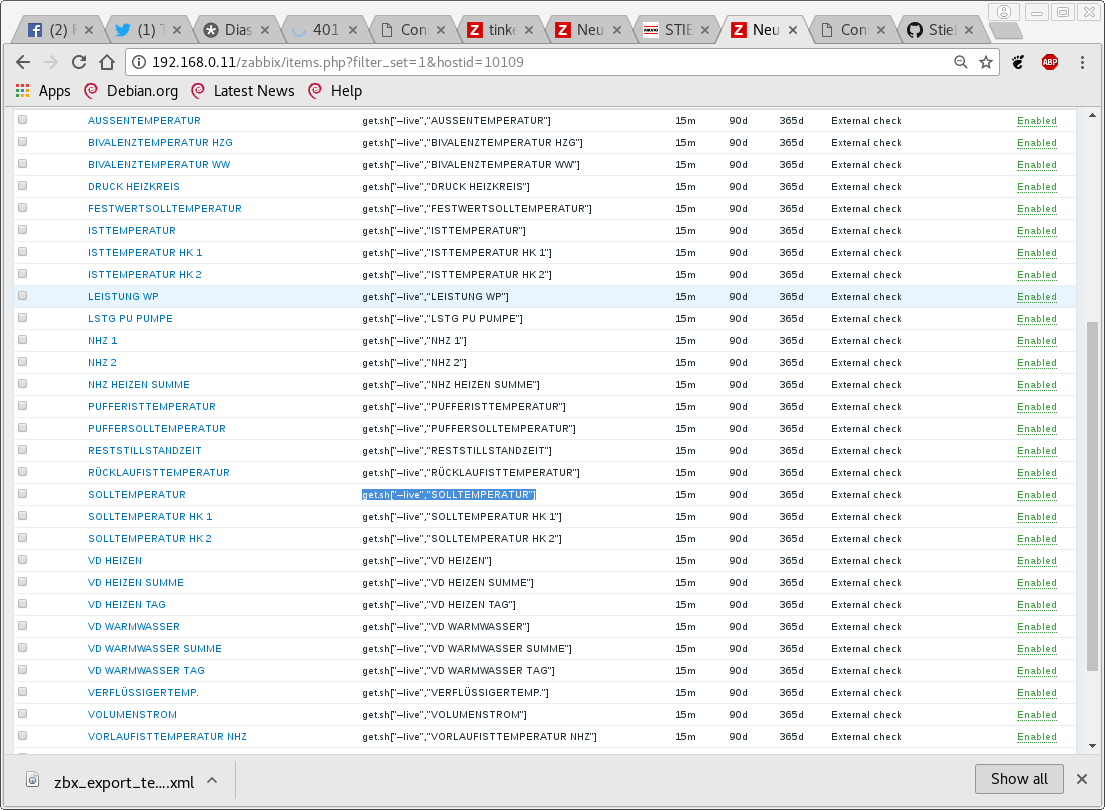 (2) F
(1) T
Dias
401
Con
tinke
Neu
STIE
Neu
Con
Stiel
192.168.0.11/zabbix/items.php?filter_set=1&hostid=10109
ABP
Apps Debian.org Latest News Help
AUSSENTEMPERATUR get.sh["--live","AUSSENTEMPERATUR"] 15m 90d 365d External check Enabled
BIVALENZTEMPERATUR HZG get.sh["--live","BIVALENZTEMPERATUR HZG"] 15m 90d 365d External check Enabled
BIVALENZTEMPERATUR WW get.sh["--live","BIVALENZTEMPERATUR WW"] 15m 90d 365d External check Enabled
DRUCK HEIZKREIS get.sh["--live","DRUCK HEIZKREIS"] 15m 90d 365d External check Enabled
FESTWERTSOLLTEMPERATUR get.sh["--live","FESTWERTSOLLTEMPERATUR"] 15m 90d 365d External check Enabled
ISTTEMPERATUR get.sh["--live","ISTTEMPERATUR"] 15m 90d 365d External check Enabled
ISTTEMPERATUR HK 1 get.sh["--live","ISTTEMPERATUR HK 1"] 15m 90d 365d External check Enabled
ISTTEMPERATUR HK 2 get.sh["--live","ISTTEMPERATUR HK 2"] 15m 90d 365d External check Enabled
LEISTUNG WP get.sh["--live","LEISTUNG WP"] 15m 90d 365d External check Enabled
LSTG PU PUMPE get.sh["--live","LSTG PU PUMPE"] 15m 90d 365d External check Enabled
NHZ 1 get.sh["--live","NHZ 1"] 15m 90d 365d External check Enabled
NHZ 2 get.sh["--live","NHZ 2"] 15m 90d 365d External check Enabled
NHZ HEIZEN SUMME get.sh["--live","NHZ HEIZEN SUMME"] 15m 90d 365d External check Enabled
PUFFERISTTEMPERATUR get.sh["--live","PUFFERISTTEMPERATUR"] 15m 90d 365d External check Enabled
PUFFERSOLLTEMPERATUR get.sh["--live","PUFFERSOLLTEMPERATUR"] 15m 90d 365d External check Enabled
RESTSTILLSTANDZEIT get.sh["--live","RESTSTILLSTANDZEIT"] 15m 90d 365d External check Enabled
RÜCKLAUFISTTEMPERATUR get.sh["--live","RÜCKLAUFISTTEMPERATUR"] 15m 90d 365d External check Enabled
SOLLTEMPERATUR get.sh["--live","SOLLTEMPERATUR"] 15m 90d 365d External check Enabled
SOLLTEMPERATUR HK 1 get.sh["--live","SOLLTEMPERATUR HK 1"] 15m 90d 365d External check Enabled
SOLLTEMPERATUR HK 2 get.sh["--live","SOLLTEMPERATUR HK 2"] 15m 90d 365d External check Enabled
VD HEIZEN get.sh["--live","VD HEIZEN"] 15m 90d 365d External check Enabled
VD HEIZEN SUMME get.sh["--live","VD HEIZEN SUMME"] 15m 90d 365d External check Enabled
VD HEIZEN TAG get.sh["--live","VD HEIZEN TAG"] 15m 90d 365d External check Enabled
VD WARMWASSER get.sh["--live","VD WARMWASSER"] 15m 90d 365d External check Enabled
VD WARMWASSER SUMME get.sh["--live","VD WARMWASSER SUMME"] 15m 90d 365d External check Enabled
VD WARMWASSER TAG get.sh["--live","VD WARMWASSER TAG"] 15m 90d 365d External check Enabled
VERFLÜSSIGERTEMP. get.sh["--live","VERFLÜSSIGERTEMP."] 15m 90d 365d External check Enabled
VOLUMENSTROM get.sh["--live","VOLUMENSTROM"] 15m 90d 365d External check Enabled
VORLAUFISTTEMPERATUR NHZ get.sh["--live","VORLAUFISTTEMPERATUR NHZ"] 15m 90d 365d External check Enabled
zbx_export_te....xml
Show all